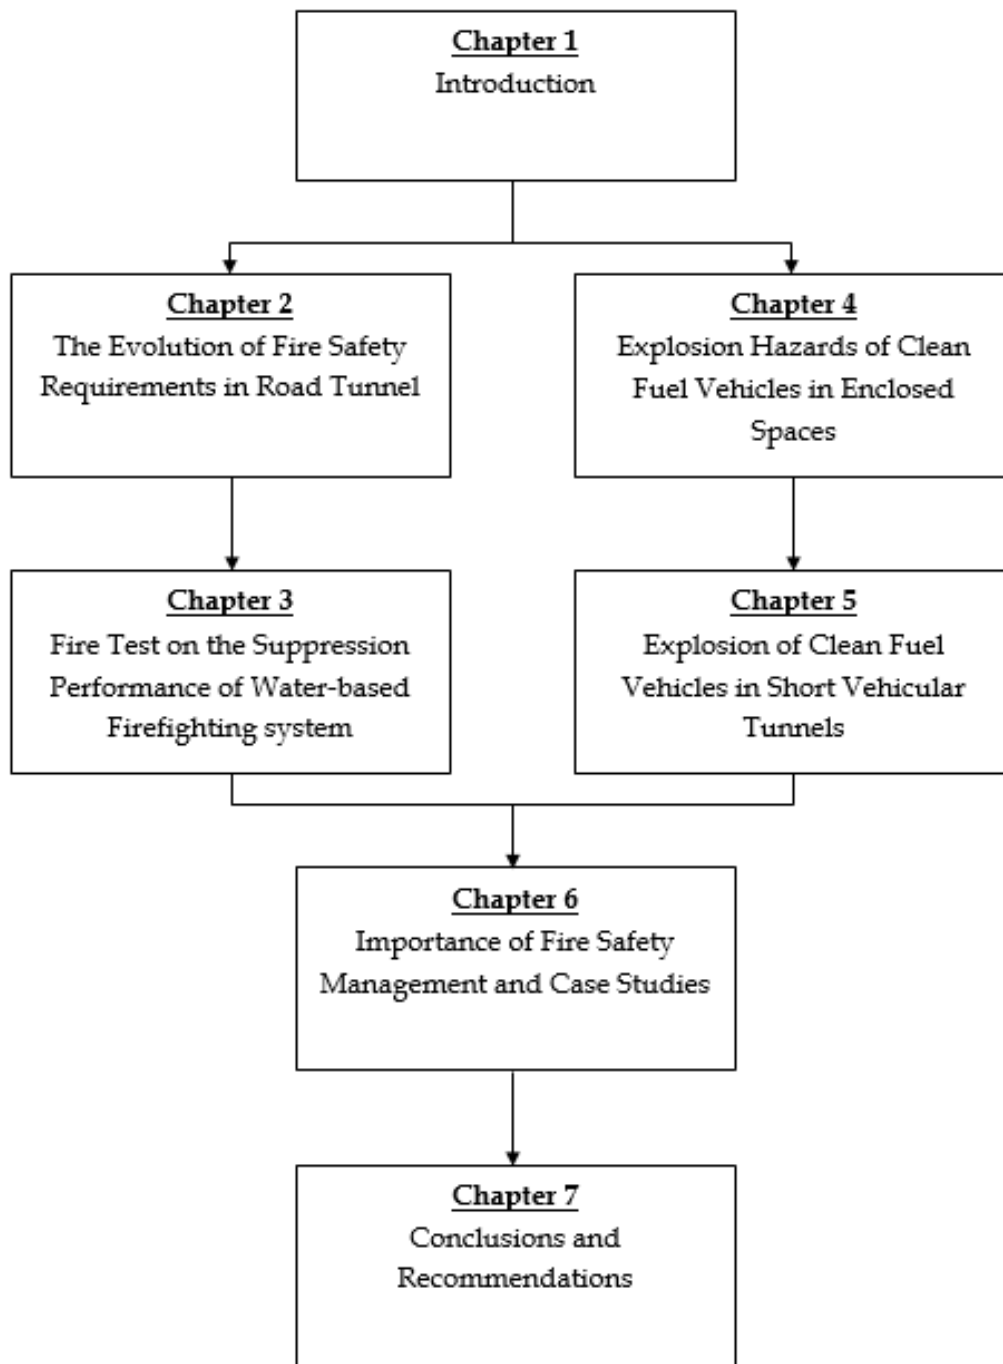 Chapter 1
Introduction
Chapter 2
The Evolution of Fire Safety
Requirements in Road Tunnel
Chapter 4
Explosion Hazards of Clean
Fuel Vehicles in Enclosed
Spaces
Chapter 3
Fire Test on the Suppression
Performance of Water-based
Firefighting system
Chapter 5
Explosion of Clean Fuel
Vehicles in Short Vehicular
Tunnels
Chapter 6
Importance of Fire Safety
Management and Case Studies
Chapter 7
Conclusions and
Recommendations